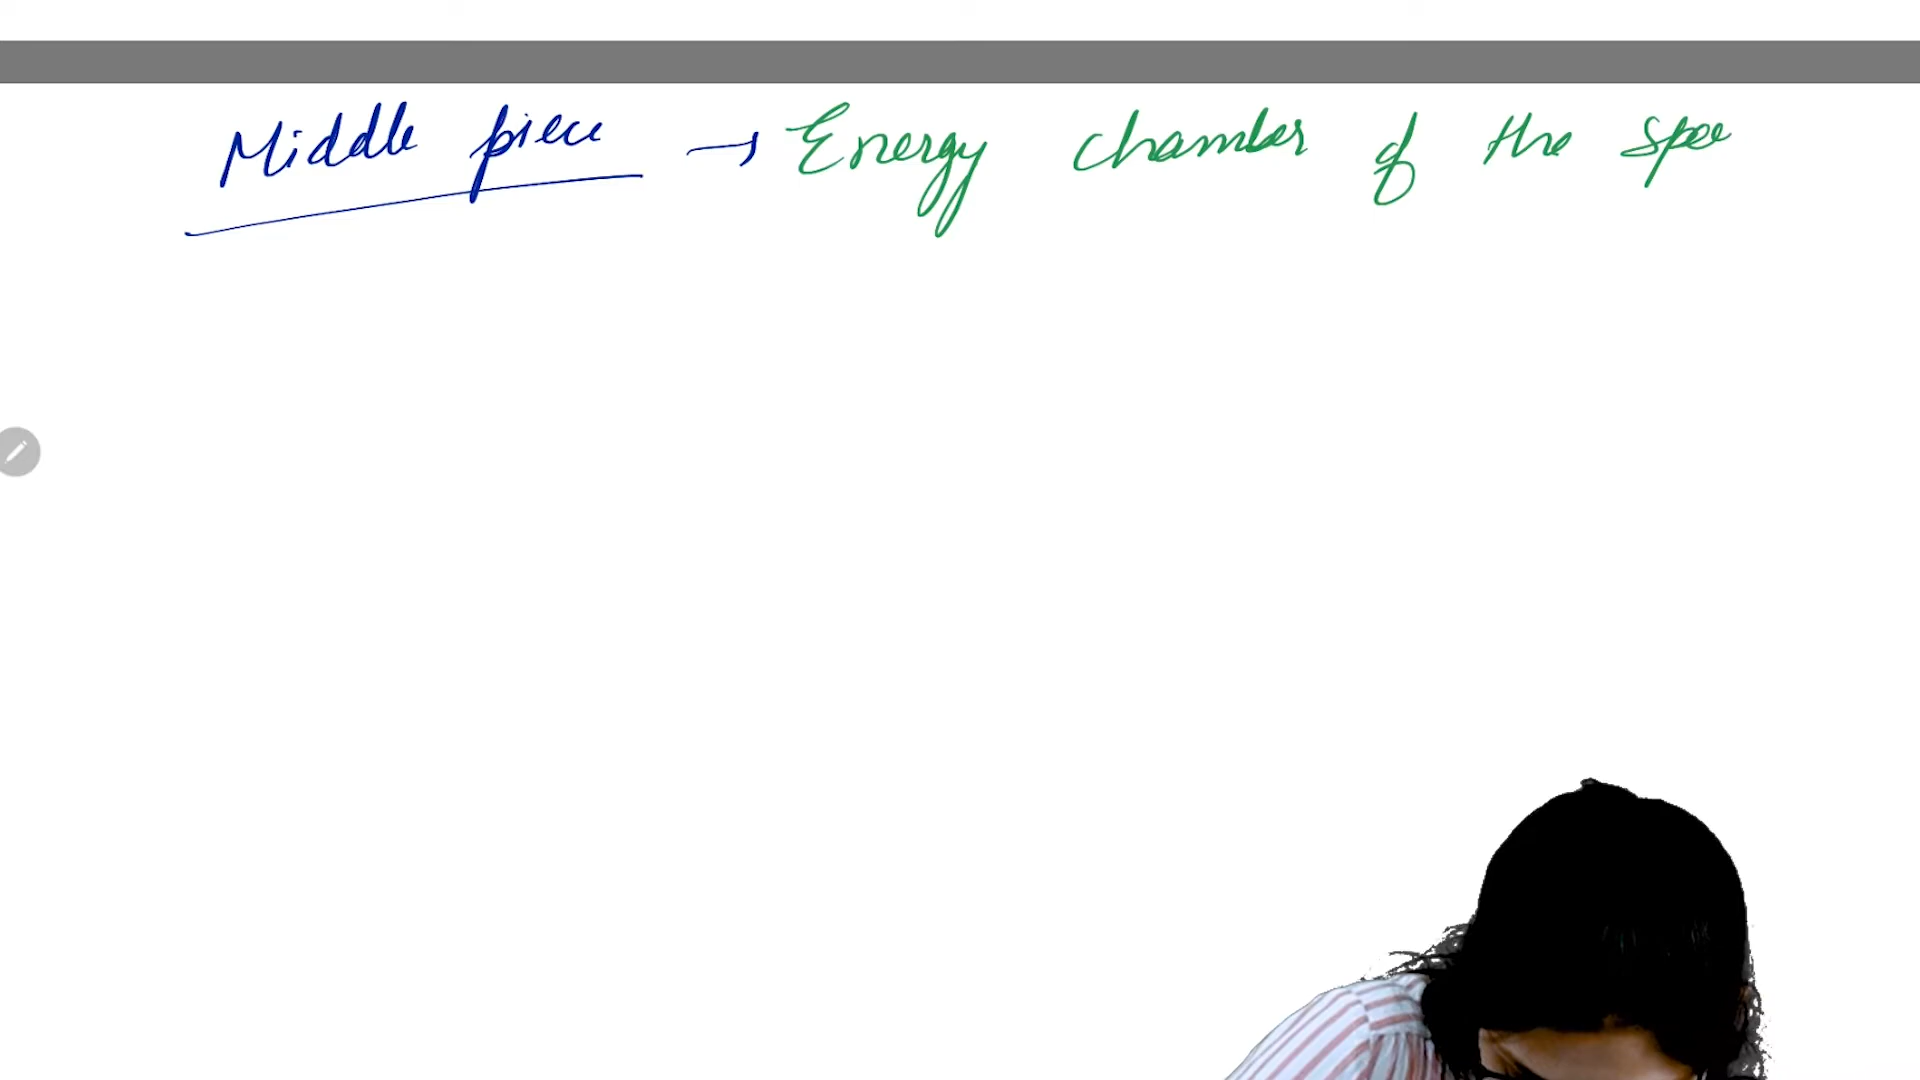 Middle piece → Energy chamber of the spe